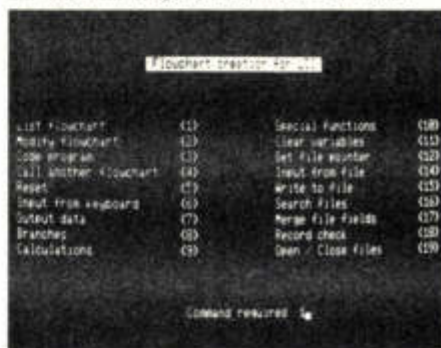 Flowchart creation for
List flowchart (1) Special functions (10)
Modify flowchart (2) Clear variables (11)
Code program (3) Set file pointer (12)
Call another flowchart (4) Input from file (14)
Reset (5) Write to file (15)
Input from keyboard (6) Search files (16)
Output data (7) Merge file fields (17)
Branches (8) Record check (18)
Calculations (9) Open / Close files (19)
Command required